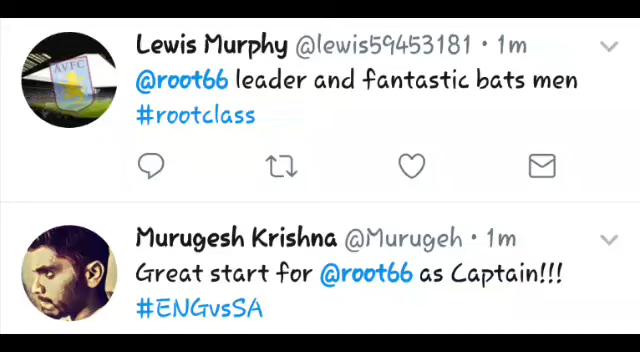 Lewis Murphy @lewis59453181 · 1m
@root66 leader and fantastic bats men
#rootclass
Murugesh Krishna @Murugeh · 1m
Great start for @root66 as Captain!!!
#ENGvsSA
AVFC